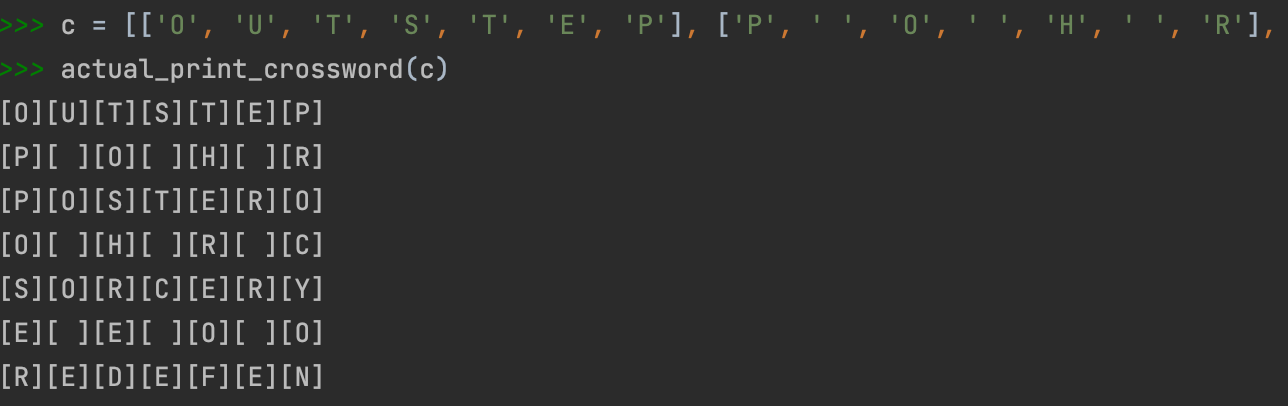 >>> c = [['O', 'U', 'T', 'S', 'T', 'E', 'P'], ['P', ' ', 'O', ' ', 'H', ' ', 'R'],
>>> actual_print_crossword(c)
[O][U][T][S][T][E][P]
[P][ ][O][ ][H][ ][R]
[P][O][S][T][E][R][O]
[O][ ][H][ ][R][ ][C]
[S][O][R][C][E][R][Y]
[E][ ][E][ ][O][ ][O]
[R][E][D][E][F][E][N]